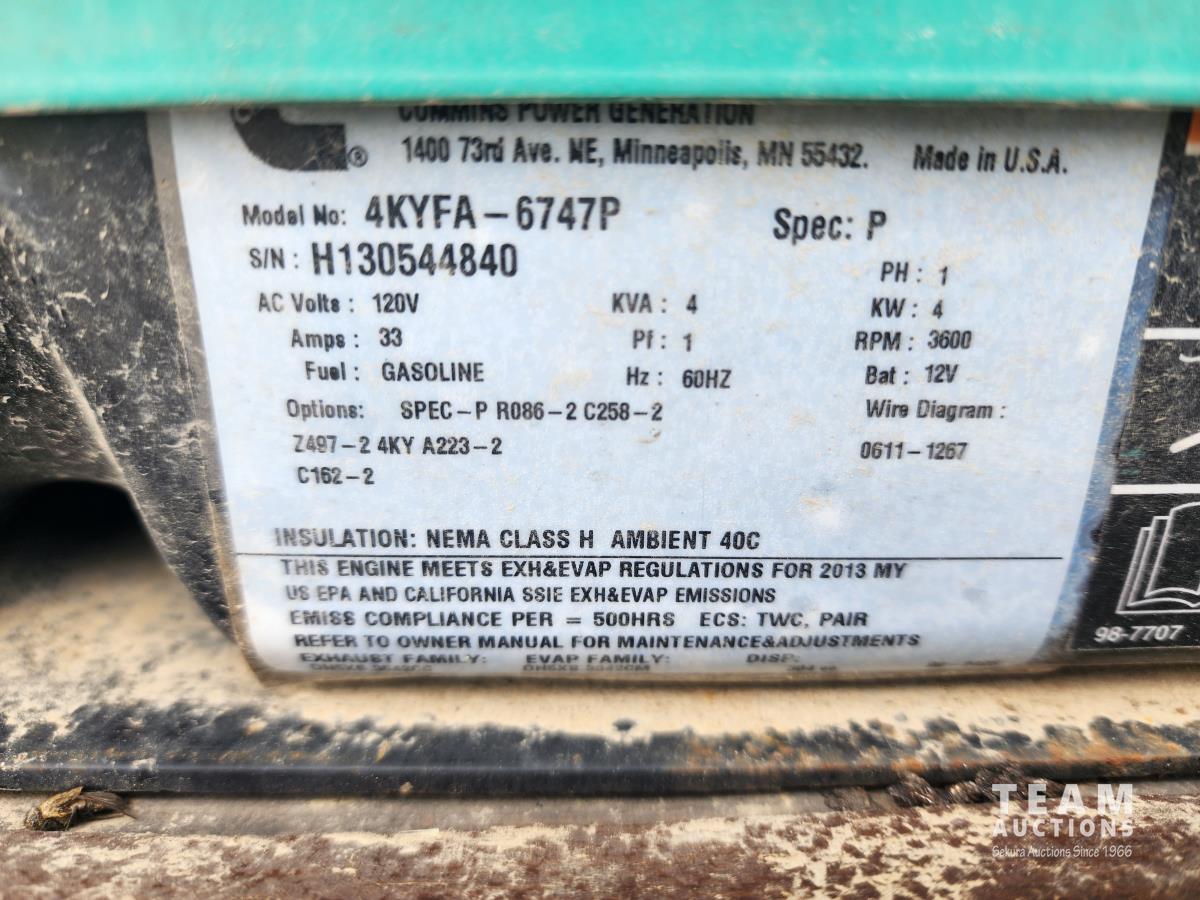 CUMMINS POWER GENERATION
® 1400 73rd Ave. NE, Minneapolis, MN 55432. Made in U.S.A.
Model No: 4KYFA-6747P Spec: P
S/N: H130544840 PH: 1
AC Volts: 120V KVA: 4 KW: 4
Amps: 33 Pf: 1 RPM: 3600
Fuel: GASOLINE Hz: 60HZ Bat: 12V
Options: SPEC-P R086-2 C258-2 Wire Diagram:
Z497-2 4KY A223-2 0611-1267
C162-2
INSULATION: NEMA CLASS H AMBIENT 40C
THIS ENGINE MEETS EXH&EVAP REGULATIONS FOR 2013 MY
US EPA AND CALIFORNIA SSIE EXH&EVAP EMISSIONS
EMISS COMPLIANCE PER = 500HRS ECS: TWC, PAIR
REFER TO OWNER MANUAL FOR MAINTENANCE&ADJUSTMENTS
EXHAUST FAMILY: EVAP FAMILY: DISP:
98-7707
TEAM
AUCTIONS
Sekura Auctions Since 1966